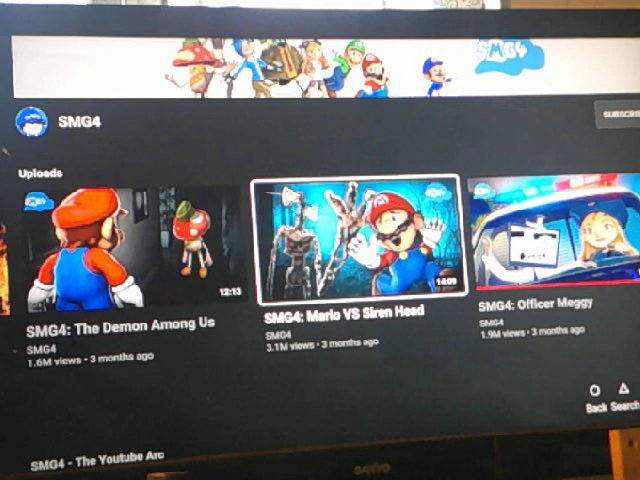 SMG4
SMG4
SUBSCRIBE
Uploads
12:13
14:09
SMG4: The Demon Among Us
SMG4
1.6M views • 3 months ago
SMG4: Mario VS Siren Head
SMG4
3.1M views • 3 months ago
SMG4: Officer Meggy
SMG4
1.9M views • 3 months ago
Back Search
SMG4 - The Youtube Arc
SANYO